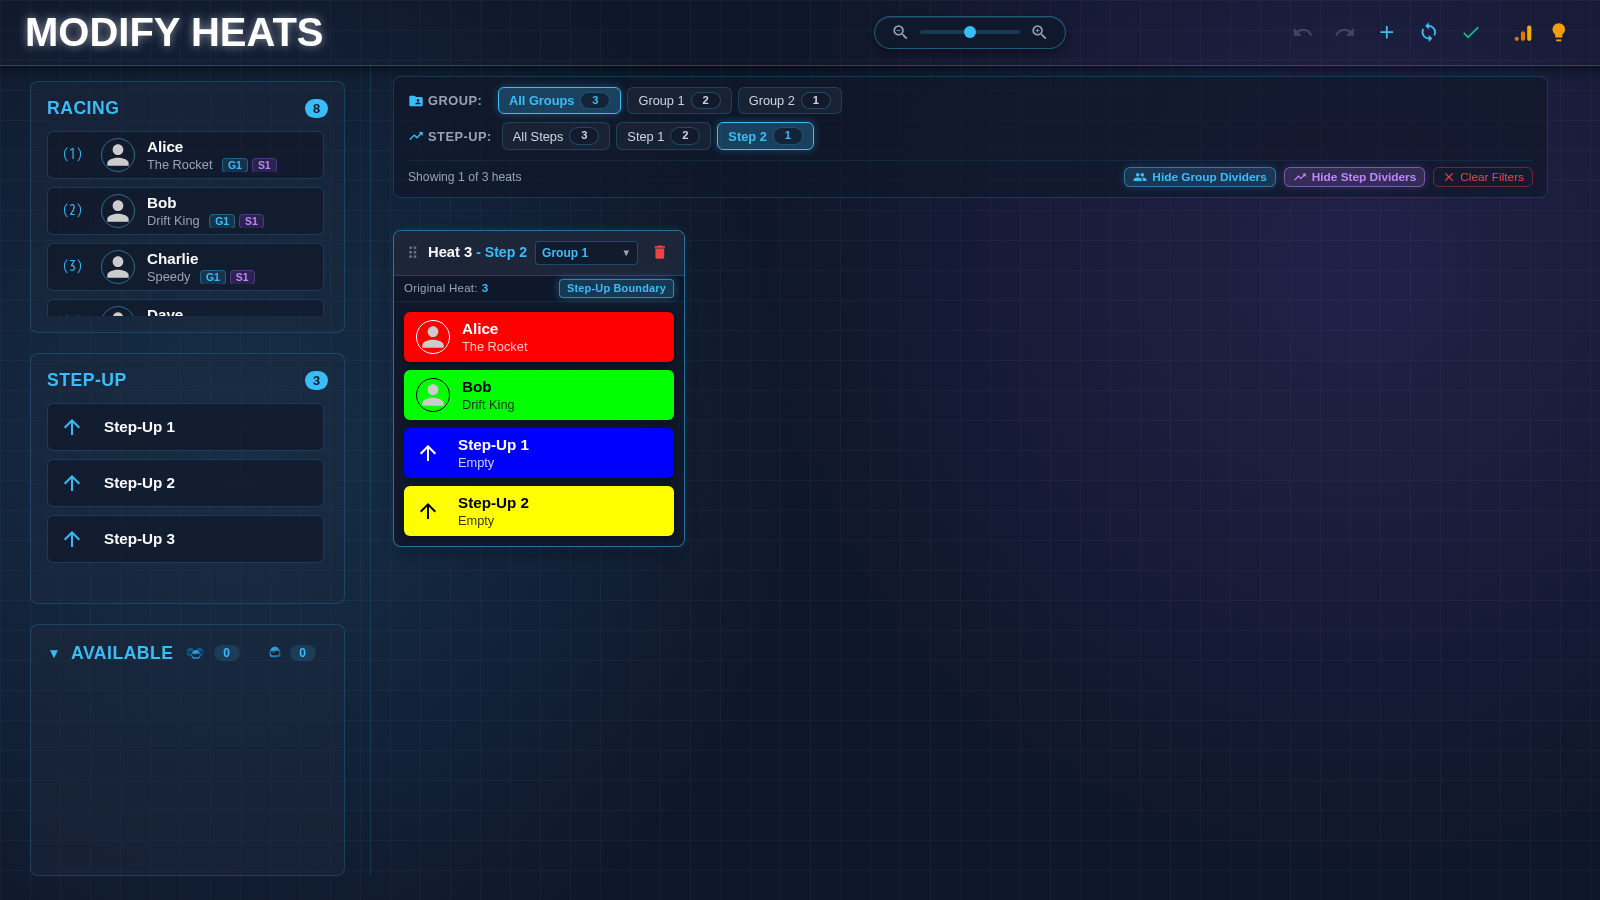 MODIFY HEATS
RACING 8
(1) Alice
The Rocket G1 S1
(2) Bob
Drift King G1 S1
(3) Charlie
Speedy G1 S1
Dave
STEP-UP 3
Step-Up 1
Step-Up 2
Step-Up 3
▼ AVAILABLE 0 0
GROUP: All Groups 3 Group 1 2 Group 2 1
STEP-UP: All Steps 3 Step 1 2 Step 2 1
Showing 1 of 3 heats Hide Group Dividers Hide Step Dividers Clear Filters
Heat 3 - Step 2 Group 1 ▼
Original Heat: 3 Step-Up Boundary
Alice
The Rocket
Bob
Drift King
Step-Up 1
Empty
Step-Up 2
Empty